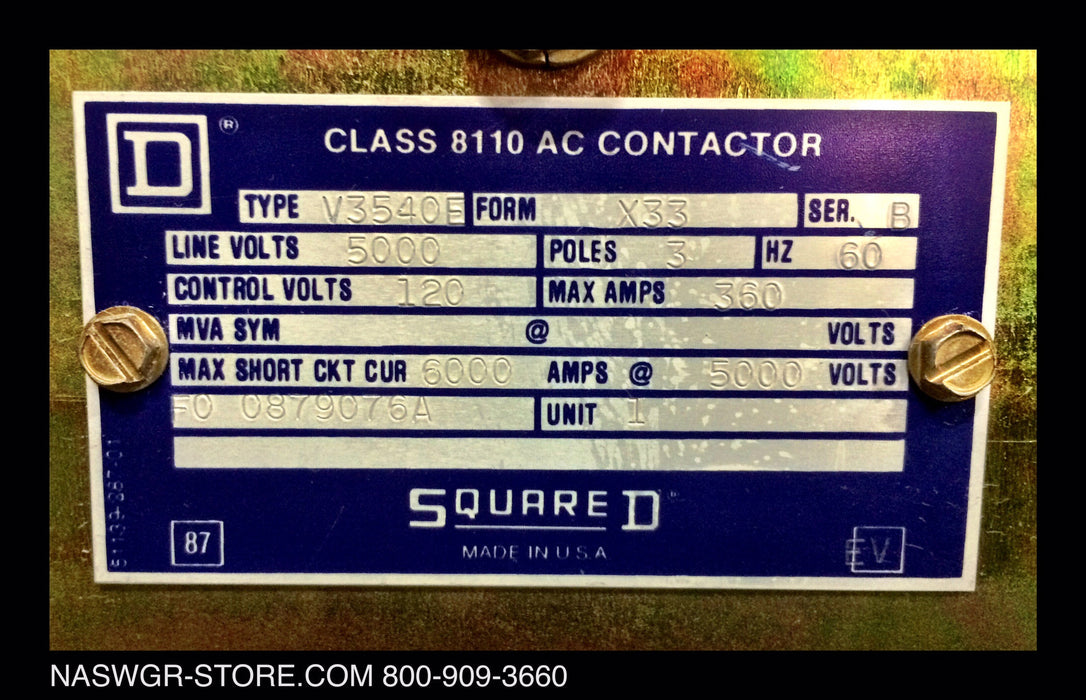 D ®
CLASS 8110 AC CONTACTOR
TYPE V3540E FORM X33 SER. B
LINE VOLTS 5000 POLES 3 HZ 60
CONTROL VOLTS 120 MAX AMPS 360
MVA SYM @ VOLTS
MAX SHORT CKT CUR 6000 AMPS @ 5000 VOLTS
FO 0879076A UNIT 1
SQUARE D
MADE IN U.S.A
87
EV
NASWGR-STORE.COM 800-909-3660